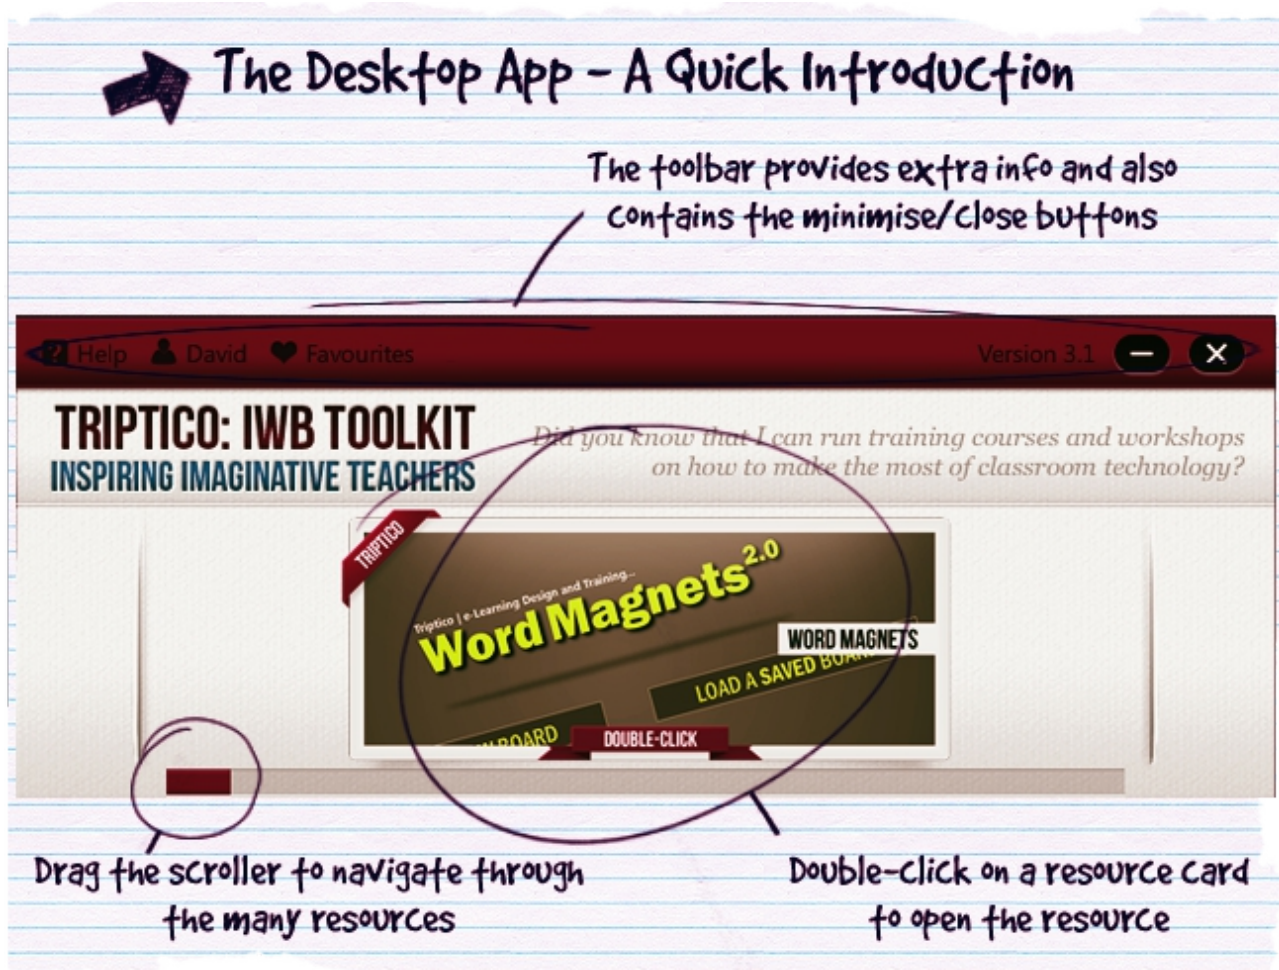 The Desktop App – A Quick Introduction
The toolbar provides extra info and also
contains the minimise/close buttons
? Help David Favourites Version 3.1
TRIPTICO: IWB TOOLKIT
INSPIRING IMAGINATIVE TEACHERS
Did you know that I can run training courses and workshops
on how to make the most of classroom technology?
TRIPTICO
Triptico | e-Learning Design and Training...
Word Magnets 2.0
WORD MAGNETS
LOAD A SAVED BOARD
BOARD
DOUBLE-CLICK
Drag the scroller to navigate through
the many resources
Double-click on a resource card
to open the resource